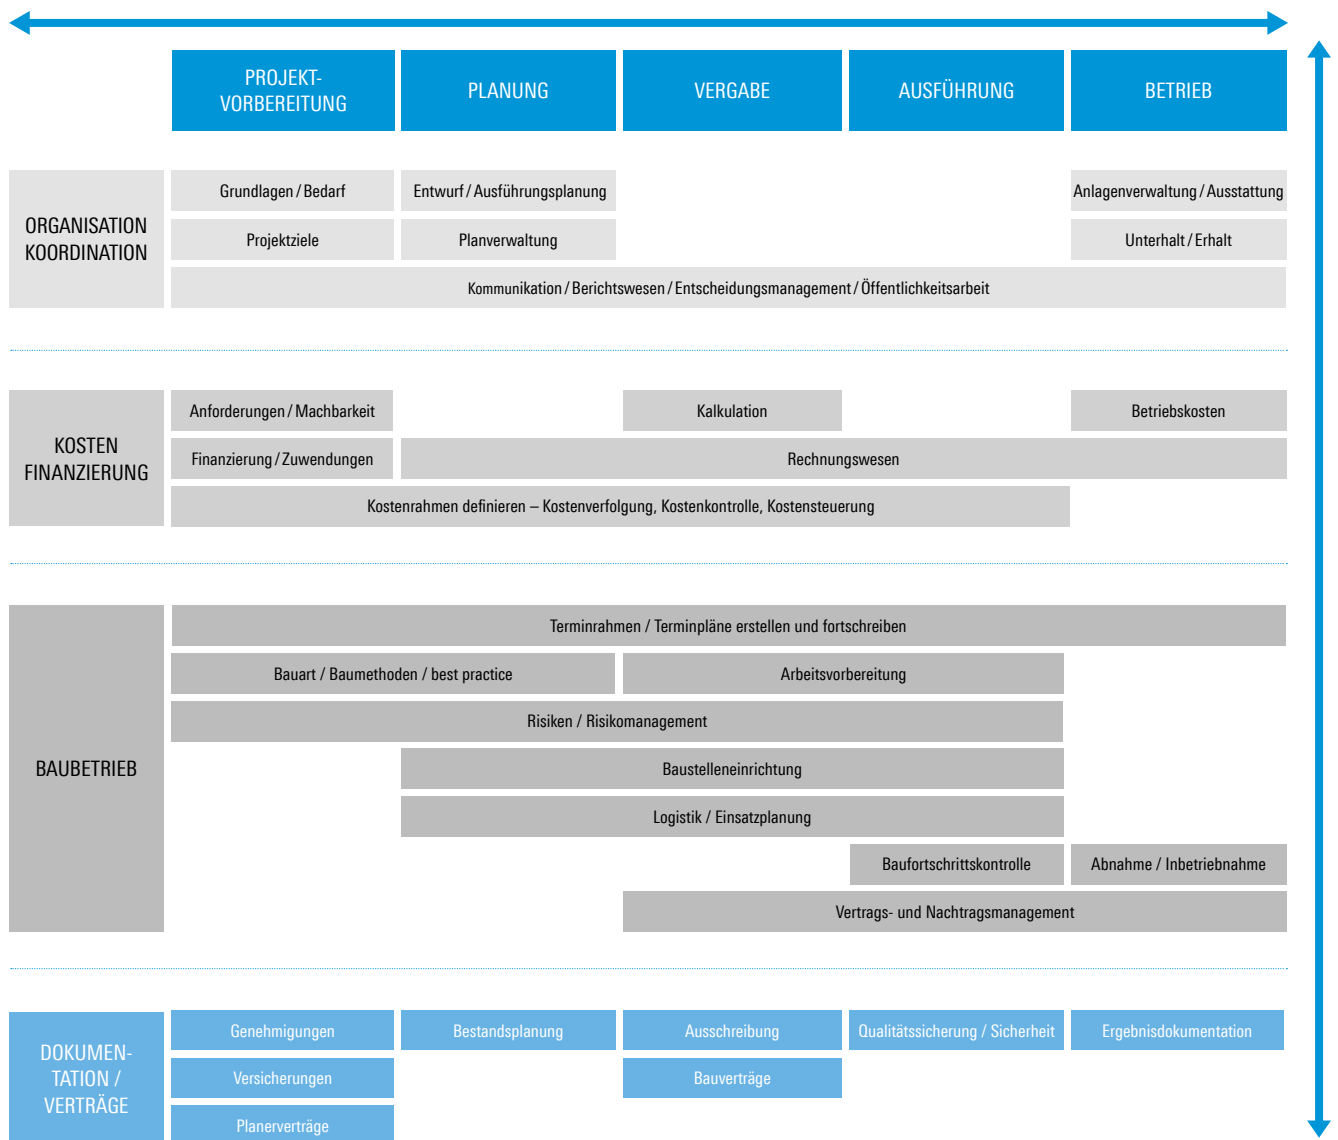 PROJEKT-
VORBEREITUNG
PLANUNG
VERGABE
AUSFÜHRUNG
BETRIEB
ORGANISATION
KOORDINATION
Grundlagen / Bedarf
Entwurf / Ausführungsplanung
Anlagenverwaltung / Ausstattung
Projektziele
Planverwaltung
Unterhalt / Erhalt
Kommunikation / Berichtswesen / Entscheidungsmanagement / Öffentlichkeitsarbeit
KOSTEN
FINANZIERUNG
Anforderungen / Machbarkeit
Kalkulation
Betriebskosten
Finanzierung / Zuwendungen
Rechnungswesen
Kostenrahmen definieren – Kostenverfolgung, Kostenkontrolle, Kostensteuerung
BAUBETRIEB
Terminrahmen / Terminpläne erstellen und fortschreiben
Bauart / Baumethoden / best practice
Arbeitsvorbereitung
Risiken / Risikomanagement
Baustelleneinrichtung
Logistik / Einsatzplanung
Baufortschrittskontrolle
Abnahme / Inbetriebnahme
Vertrags- und Nachtragsmanagement
DOKUMEN-
TATION /
VERTRÄGE
Genehmigungen
Bestandsplanung
Ausschreibung
Qualitätssicherung / Sicherheit
Ergebnisdokumentation
Versicherungen
Bauverträge
Planerverträge